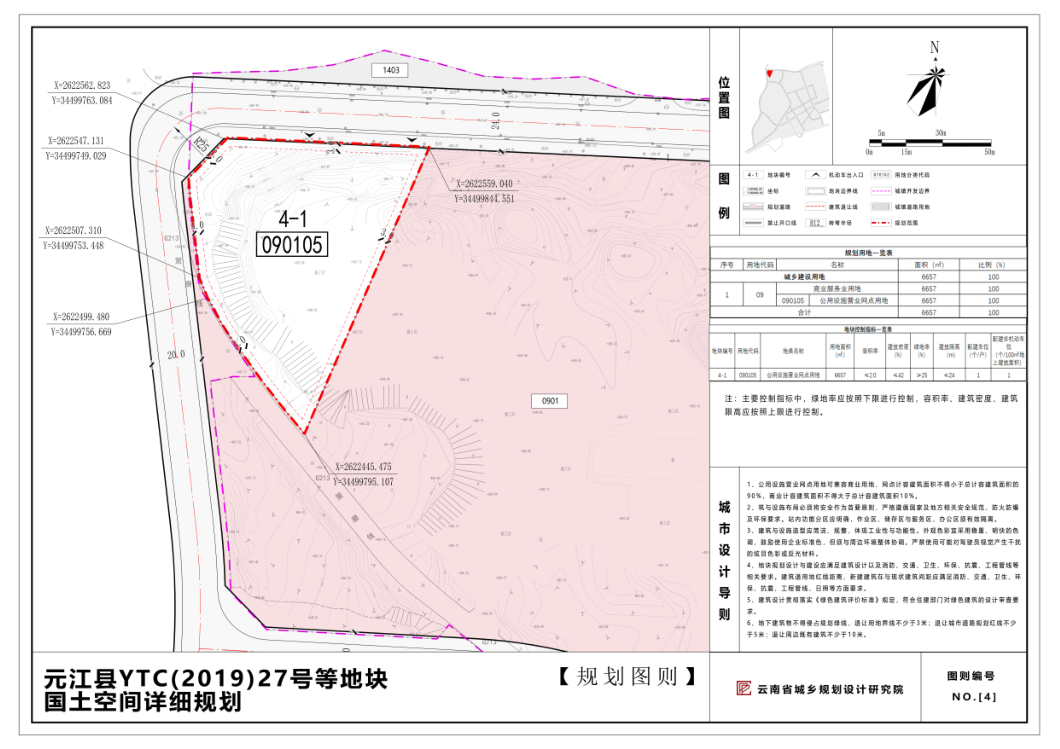 1403
X=2622562.823
Y=34499763.084
X=2622547.131
Y=34499749.029
R25
24.0
X=2622559.040
Y=34499844.551
4-1
090105
X=2622507.310
Y=34499753.448
G213
X=2622499.480
Y=34499756.669
20.0
0901
X=2622445.475
Y=34499795.107
G213
G213
位置图
N
5m 30m
0m 15m 50m
图例
4-1 地块编号
机动车出入口
用地分类代码
坐标
地块边界线
城镇开发边界
规划道路
建筑退让线
城镇道路用地
禁止开口线
R12 转弯半径
规划范围
规划用地一览表
序号 用地代码 名称 面积（㎡） 比例（%）
城乡建设用地 6657 100
1 09 商业服务业用地 6657 100
090105 公用设施营业网点用地 6657 100
合计 6657 100
地块控制指标一览表
地块编号 用地代码 地类名称 用地面积（㎡） 容积率 建筑密度（%） 绿地率（%） 建筑限高（m） 配建车位（个/户） 配建非机动车位（个/100㎡地上建筑面积）
4-1 090105 公用设施营业网点用地 6657 ≤2.0 ≤42 ≥25 ≤24 1 1
注：主要控制指标中，绿地率应按照下限进行控制，容积率、建筑密度、建筑
限高应按照上限进行控制。
城市设计导则
1、公用设施营业网点用地可兼容商业用地，网点计容建筑面积不得小于总计容建筑面积的
90%，商业计容建筑面积不得大于总计容建筑面积10%。
2、筑与设施布局必须将安全作为首要原则，严格遵循国家及地方相关安全规范，防火防爆
及环保要求。站内功能分区应明确，作业区、储存区与服务区、办公区须有效隔离。
3、建筑与设施造型应简洁、规整，体现工业性与功能性。外观色彩宜采用稳重、明快的色
调，鼓励使用企业标准色，但须与周边环境整体协调。严禁使用可能对驾驶员视觉产生干扰
的炫目色彩或反光材料。
4、地块规划设计与建设应满足建筑设计以及消防、交通、卫生、环保、抗震、工程管线等
相关要求。建筑退用地红线距离、新建建筑在与现状建筑间距应满足消防、交通、卫生、环
保、抗震、工程管线、日照等方面要求。
5、建筑设计贯彻落实《绿色建筑评价标准》规定，符合住建部门对绿色建筑的设计审查要
求。
6、地下建筑物不得侵占规划绿线，退让用地界线不少于3米；退让城市道路规划红线不少
于5米；退让周边既有建筑不少于10米。
元江县YTC(2019)27号等地块
国土空间详细规划
【规划图则】
云南省城乡规划设计研究院
图则编号
NO.[4]